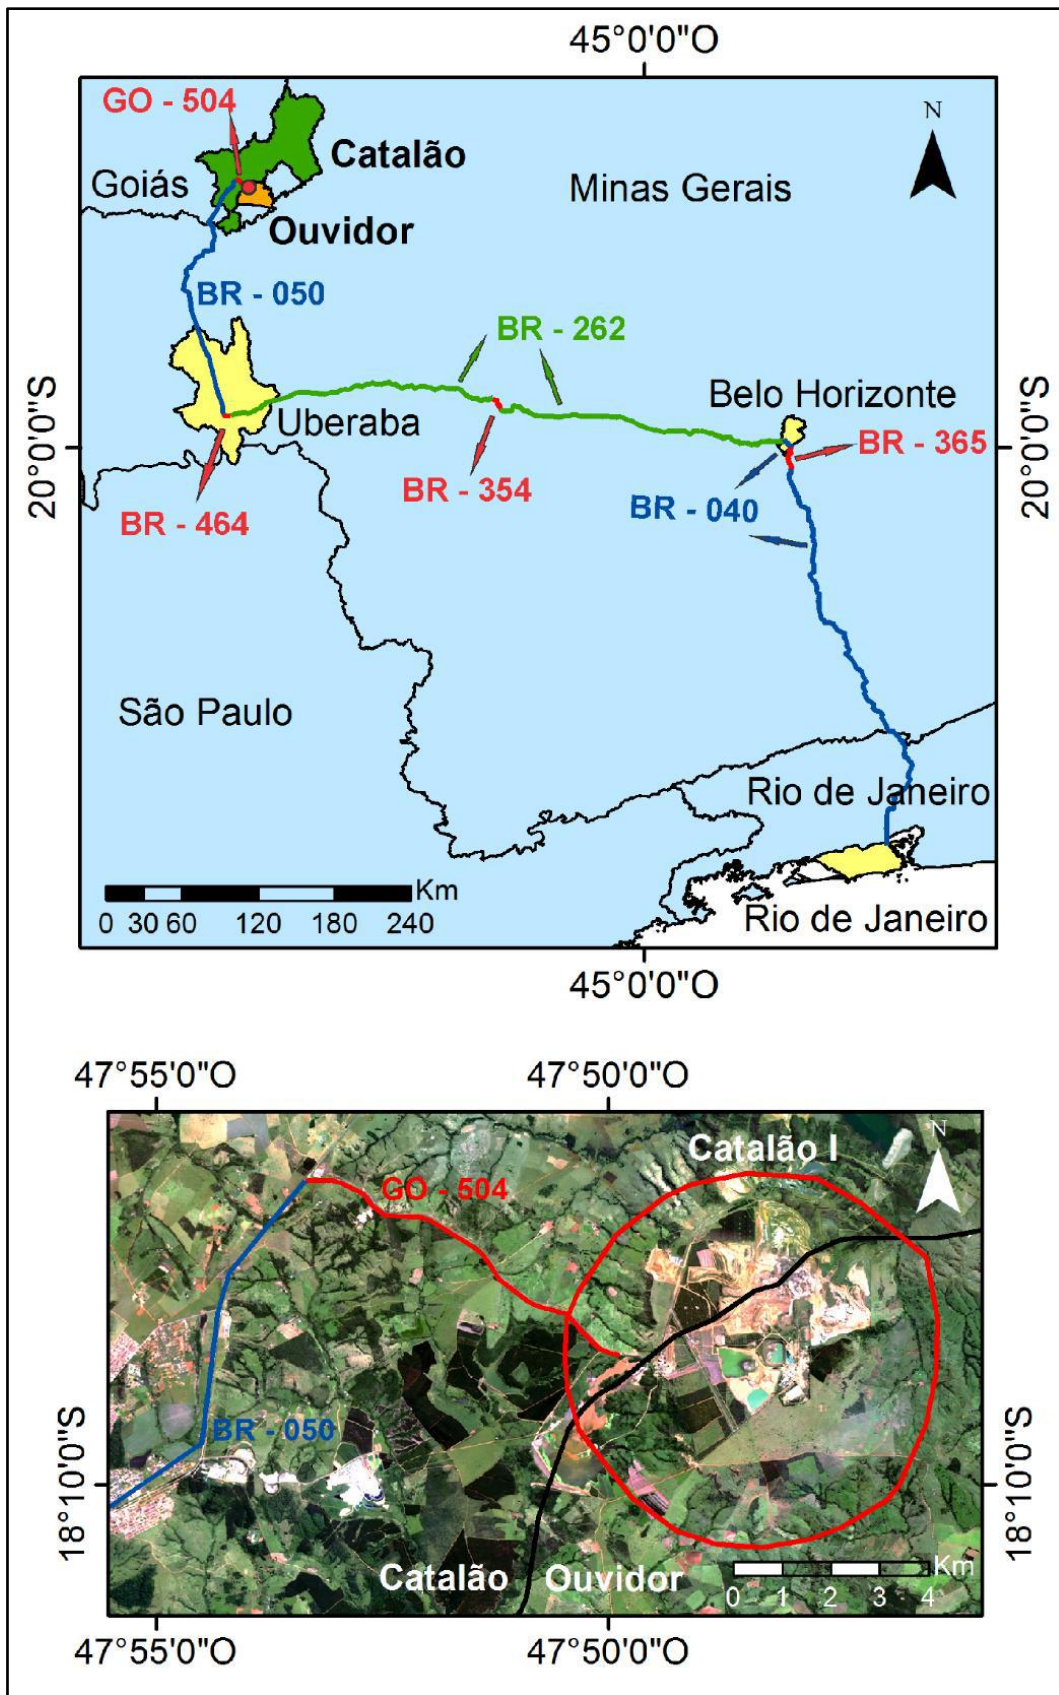 45°0'0"O
GO - 504
N
Catalão
Goiás
Minas Gerais
Ouvidor
BR - 050
BR - 262
Belo Horizonte
Uberaba
BR - 365
20°0'0"S
20°0'0"S
BR - 354
BR - 040
BR - 464
São Paulo
Rio de Janeiro
Km
0 30 60 120 180 240
Rio de Janeiro
45°0'0"O
47°55'0"O
47°50'0"O
Catalão I
N
GO - 504
BR - 050
18°10'0"S
18°10'0"S
Catalão
Ouvidor
Km
0 1 2 3 4
47°55'0"O
47°50'0"O